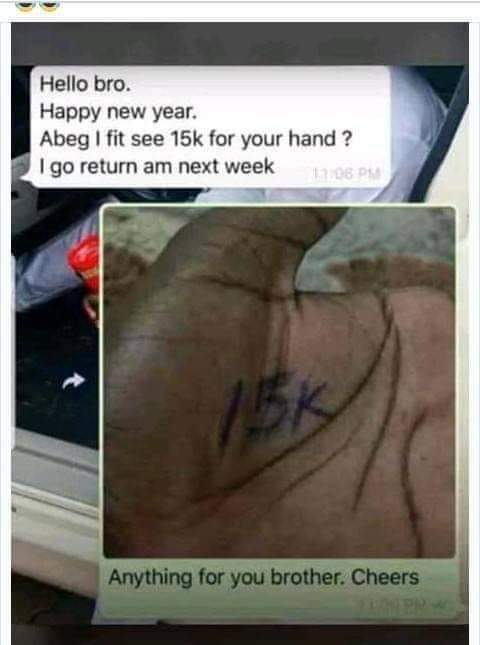 Hello bro.
Happy new year.
Abeg I fit see 15k for your hand ?
I go return am next week
11:06 PM
15K
Anything for you brother. Cheers